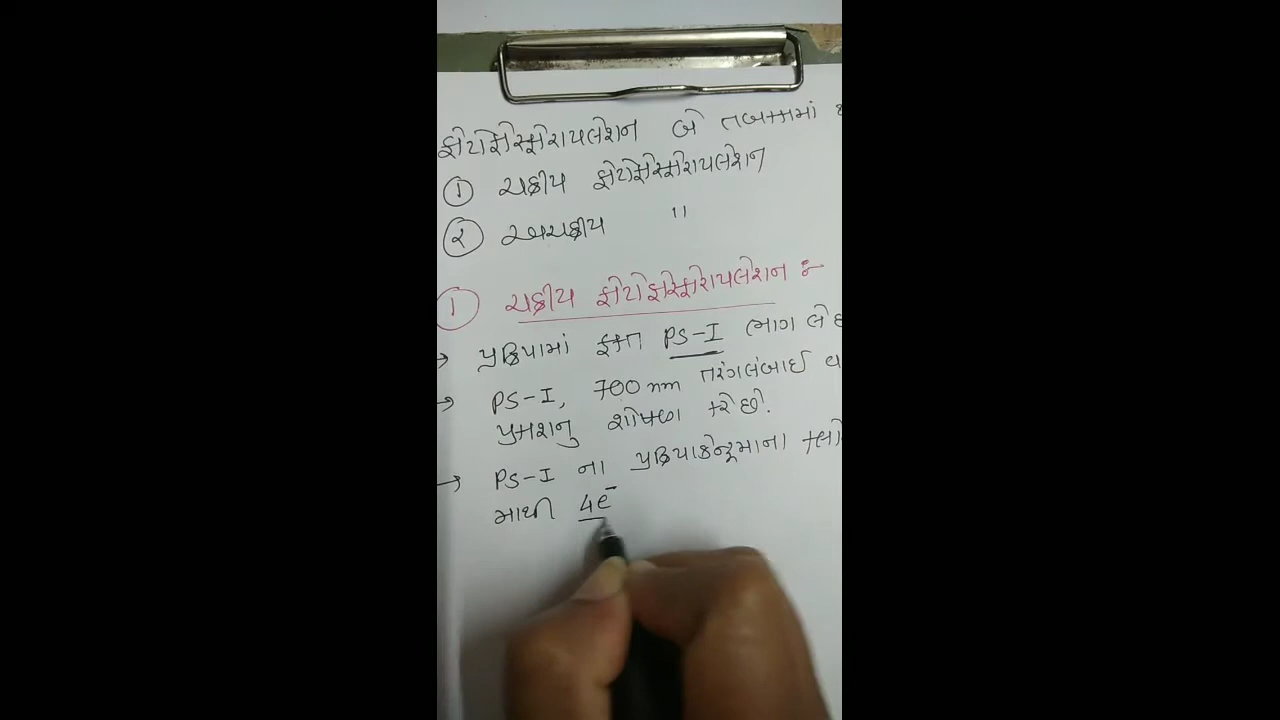 ફોટોફોસ્ફોરાયલેશન બે તબક્કામાં
① ચક્રીય ફોટોફોસ્ફોરાયલેશન
② અચક્રીય "
① ચક્રીય ફોટોફોસ્ફોરાયલેશન :-
→ પ્રક્રિયામાં ફક્ત PS-I ભાગ લે છે
→ PS-I, 700 nm તરંગલંબાઈ
પ્રકાશનુ શોષણ કરે છે.
→ PS-I ના પ્રક્રિયાકેન્દ્રમાના
માથી 4e⁻